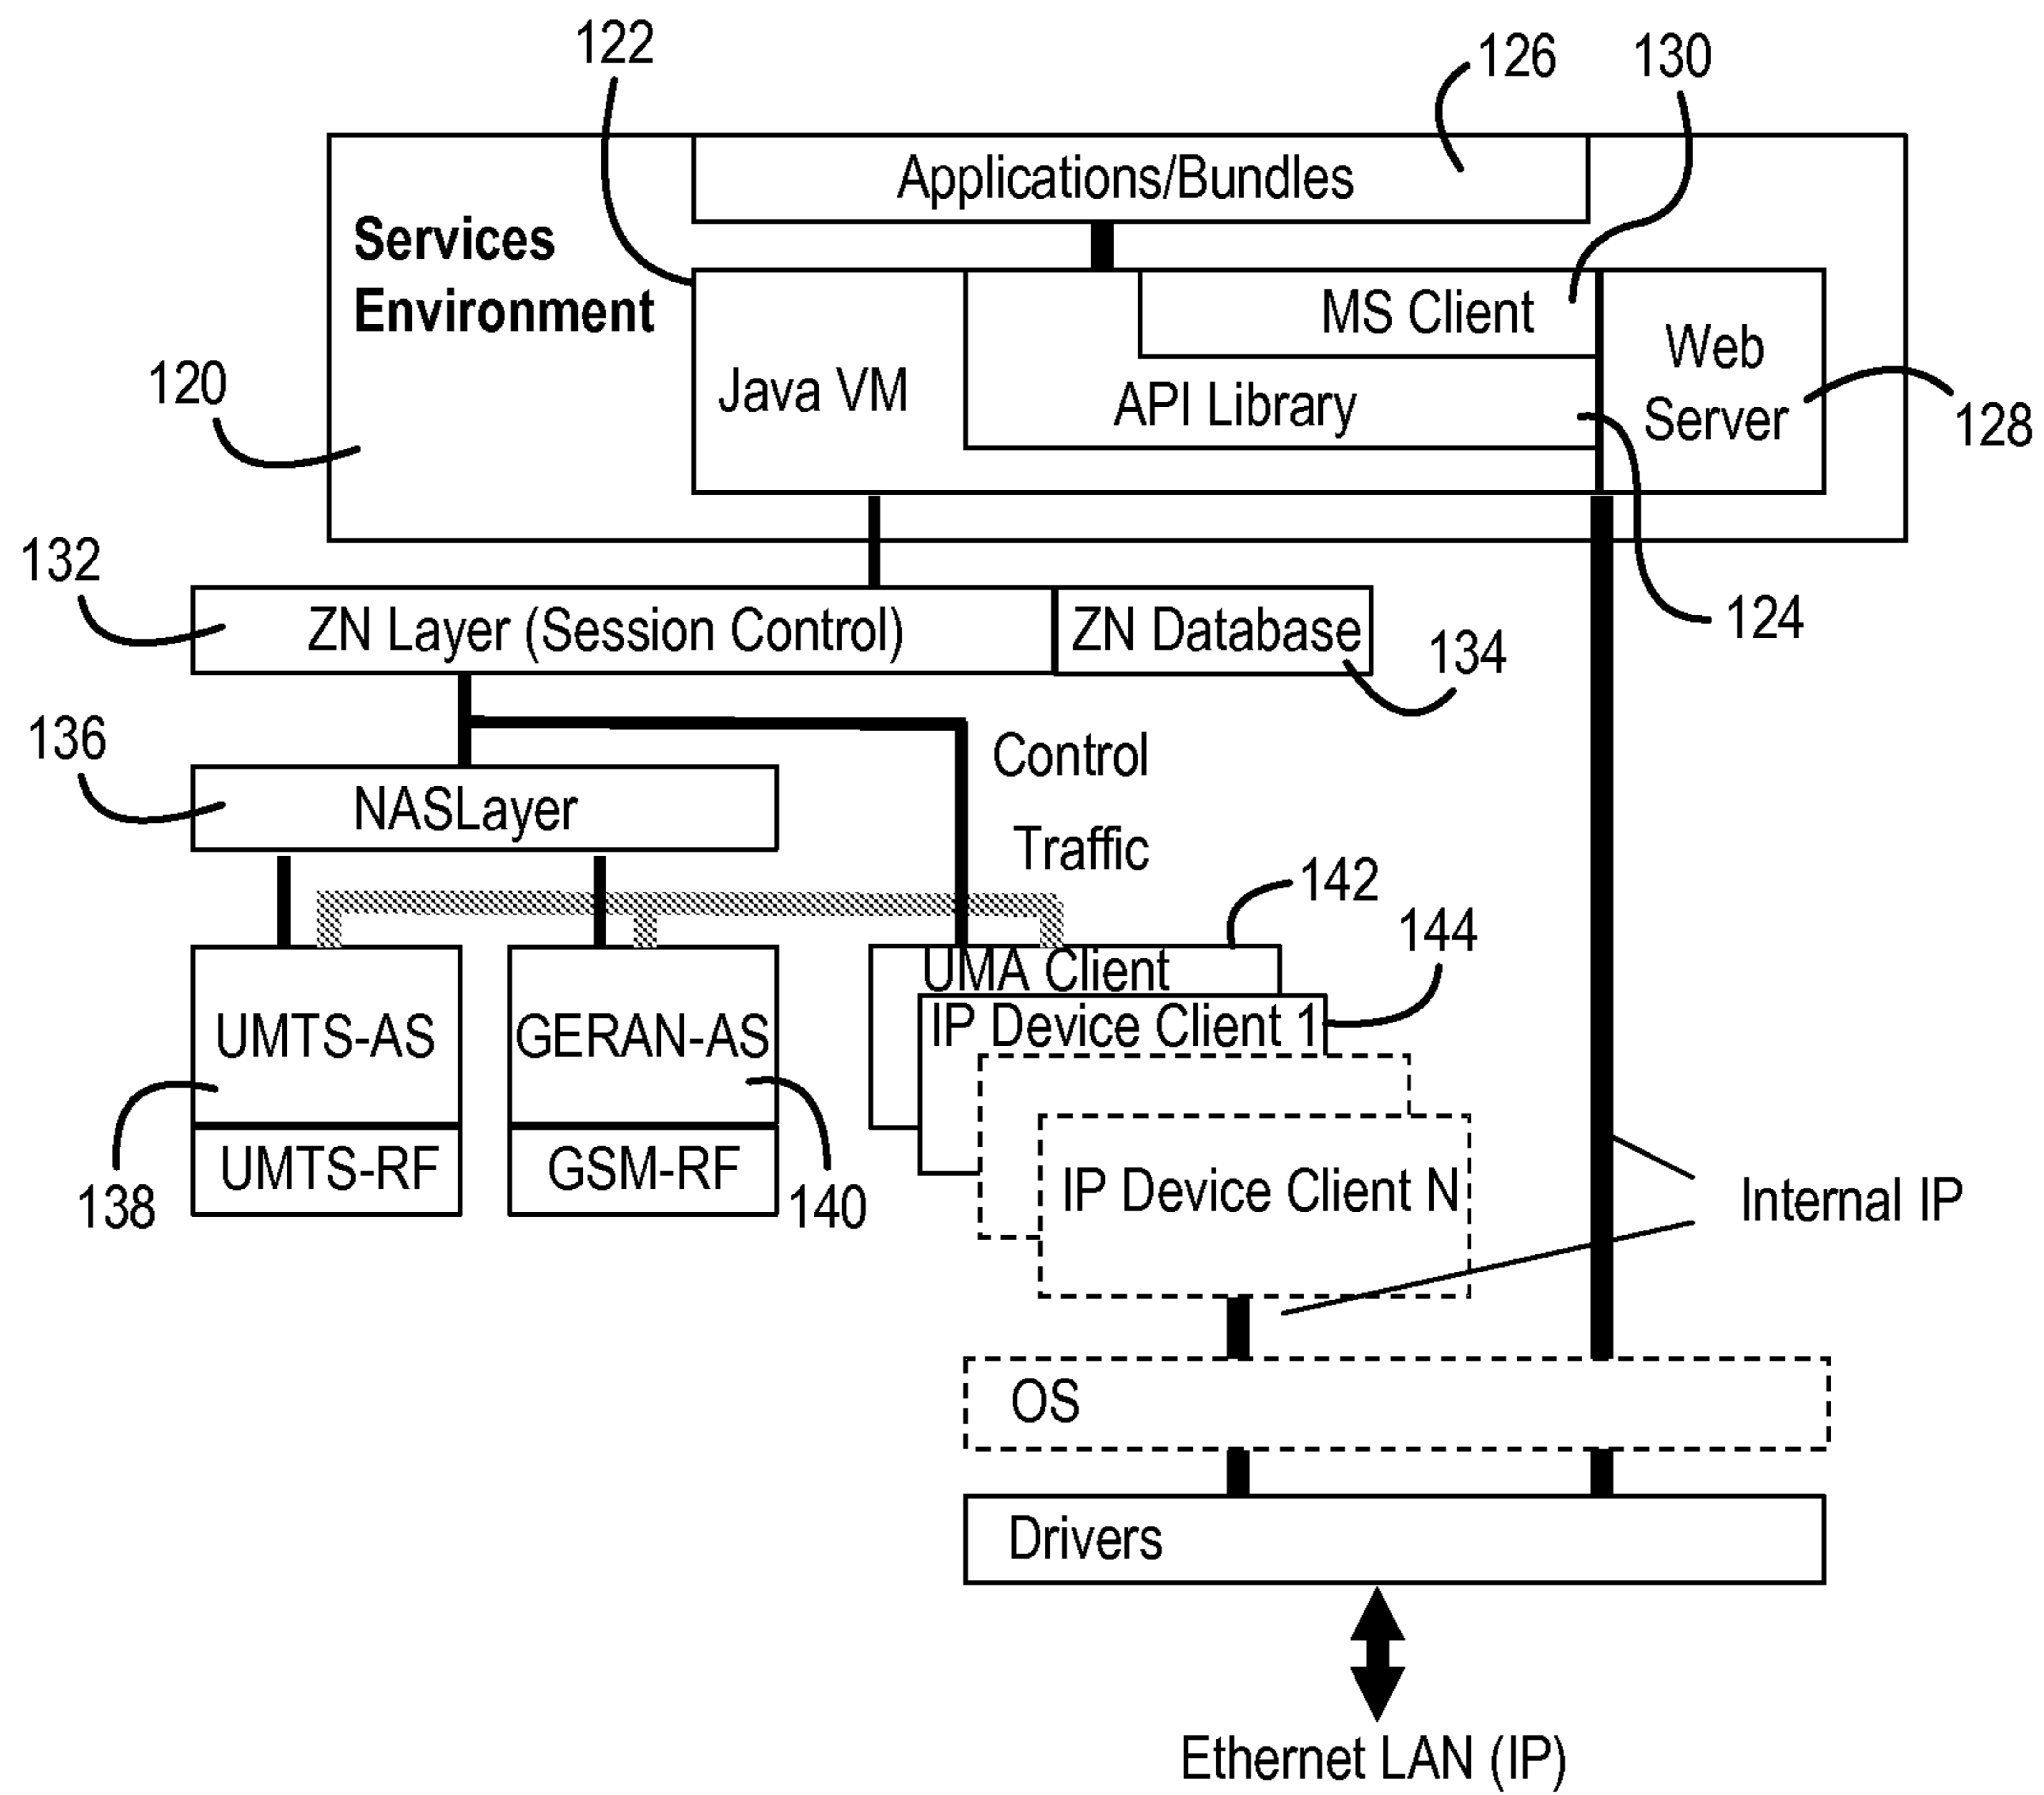 122
126
130
Applications/Bundles
Services
Environment
MS Client
Web
Server
Java VM
API Library
120
128
132
ZN Layer (Session Control)
ZN Database
124
134
136
Control
NASLayer
Traffic
142
144
UMA Client
UMTS-AS
GERAN-AS
IP Device Client 1
UMTS-RF
GSM-RF
138
140
IP Device Client N
Internal IP
OS
Drivers
Ethernet LAN (IP)